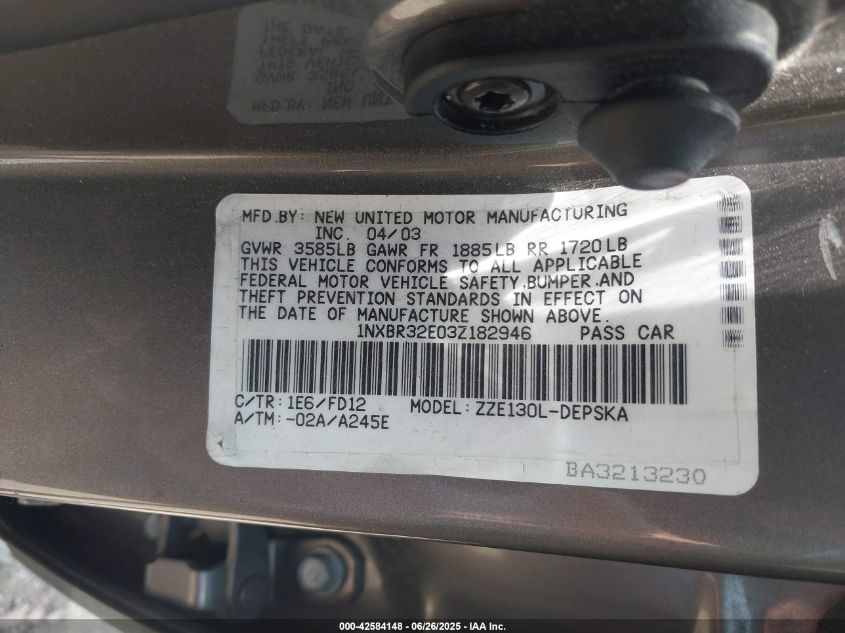 MFD.BY: NEW UNITED MOTOR MANUFACTURING
INC. 04/03
GVWR 3585LB GAWR FR 1885LB RR 1720LB
THIS VEHICLE CONFORMS TO ALL APPLICABLE
FEDERAL MOTOR VEHICLE SAFETY,BUMPER,AND
THEFT PREVENTION STANDARDS IN EFFECT ON
THE DATE OF MANUFACTURE SHOWN ABOVE.
1NXBR32E03Z182946 PASS CAR
C/TR: 1E6/FD12 MODEL: ZZE130L-DEPSKA
A/TM:-02A/A245E
BA3213230
000-42584148 - 06/26/2025 - IAA Inc.